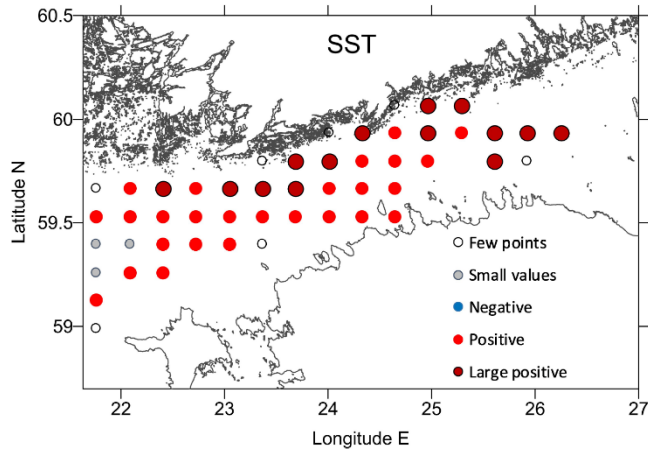 SST
60.5
60
59.5
59
Latitude N
Few points
Small values
Negative
Positive
Large positive
22
23
24
25
26
27
Longitude E